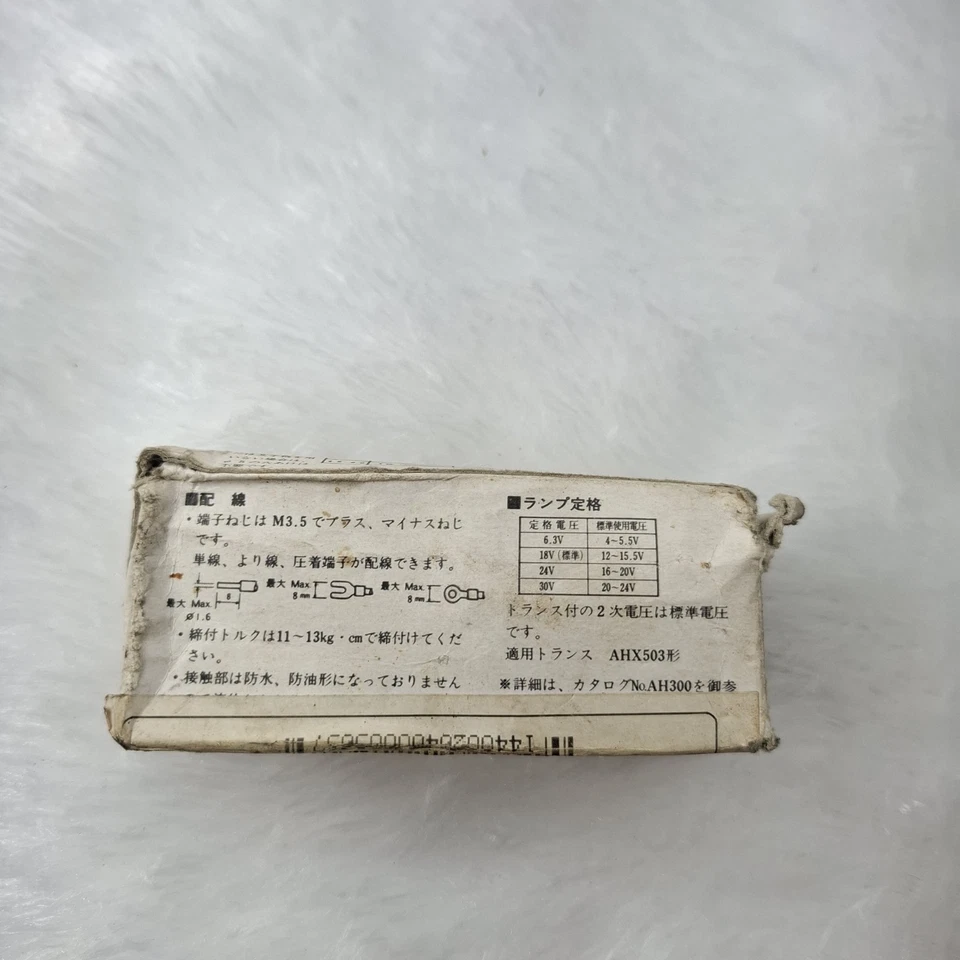 配 線
・端子ねじは M3.5 でプラス、マイナスねじ
です。
単線、より線、圧着端子が配線できます。
最大 Max.
8㎜
最大 Max.
8㎜
6
最大 Max.
Ø1.6
・締付トルクは11〜13kg・cmで締付けてくだ
さい。
・接触部は防水、防油形になっておりません
■ランプ定格
定格電圧 標準使用電圧
6.3V 4〜5.5V
18V(標準) 12〜15.5V
24V 16〜20V
30V 20〜24V
トランス付の2次電圧は標準電圧
です。
適用トランス AHX503形
※詳細は、カタログNo.AH300を御参